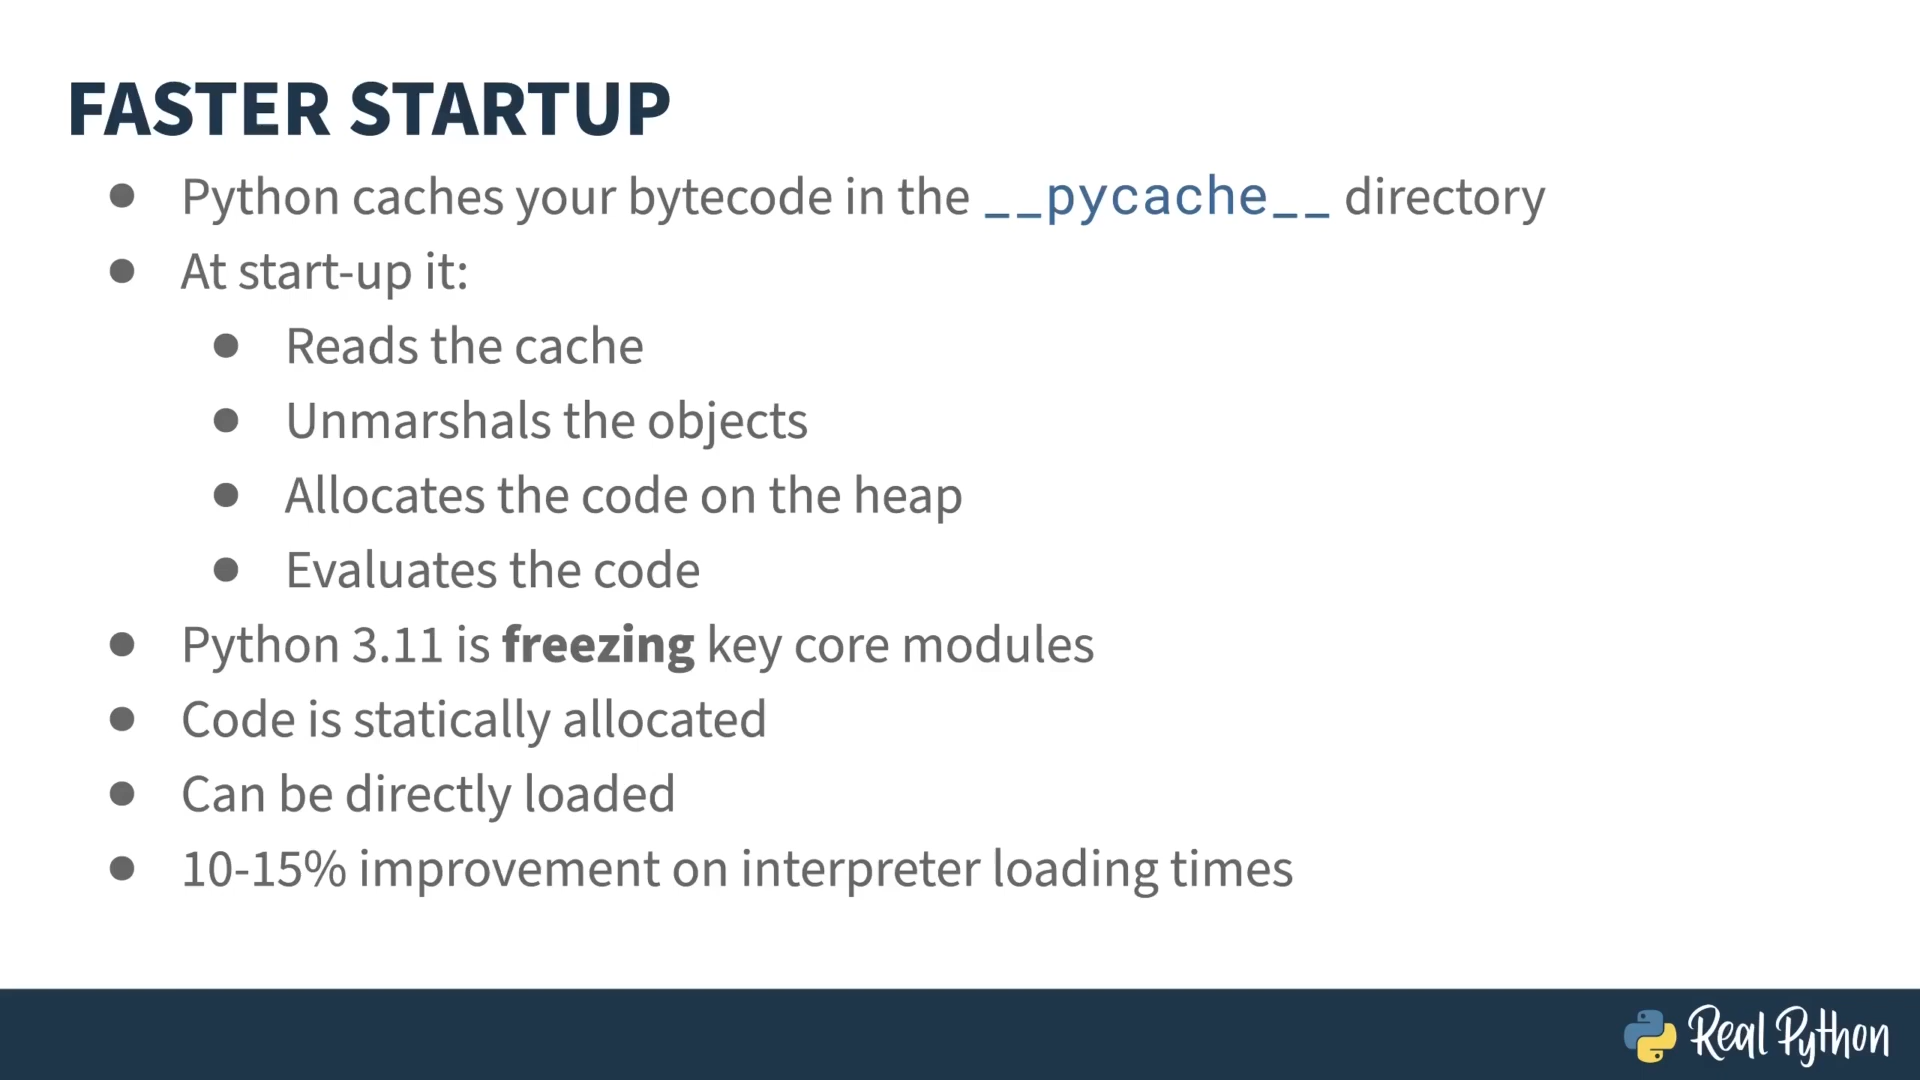 FASTER STARTUP
● Python caches your bytecode in the __pycache__ directory
● At start-up it:
● Reads the cache
● Unmarshals the objects
● Allocates the code on the heap
● Evaluates the code
● Python 3.11 is freezing key core modules
● Code is statically allocated
● Can be directly loaded
● 10-15% improvement on interpreter loading times
Real Python